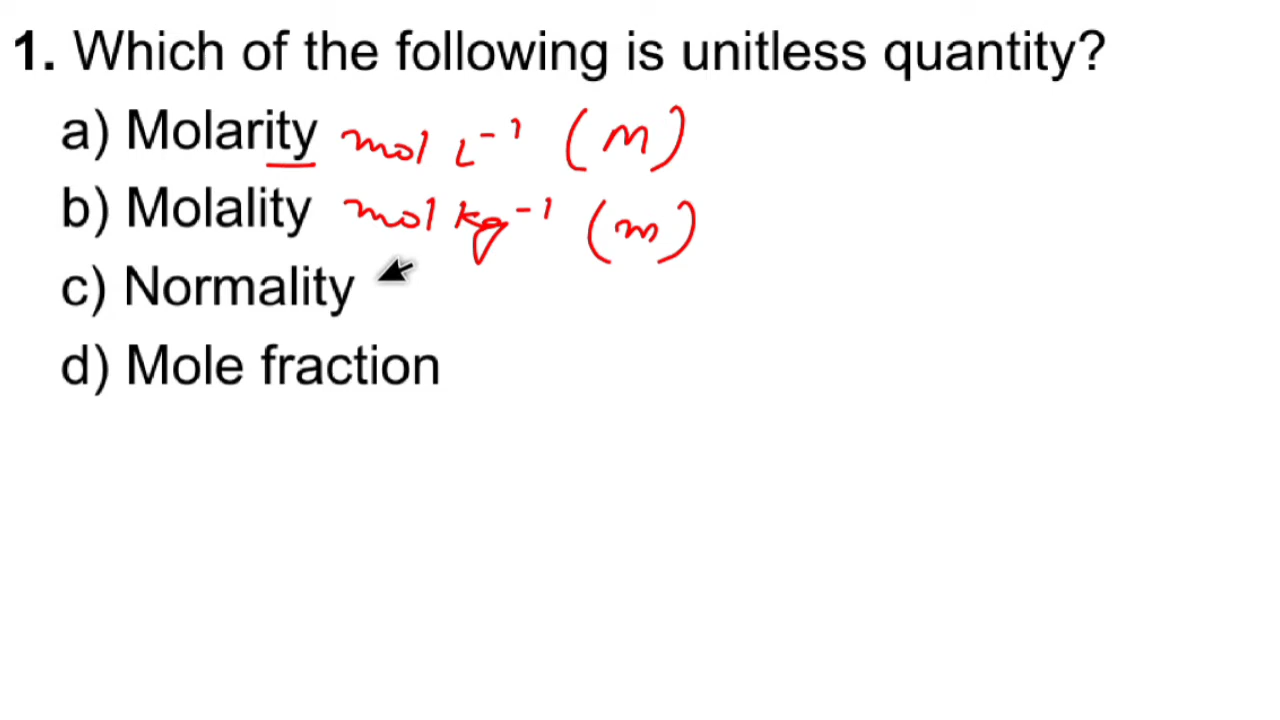 1. Which of the following is unitless quantity?
a) Molarity mol L⁻¹ (M)
b) Molality mol kg⁻¹ (m)
c) Normality
d) Mole fraction